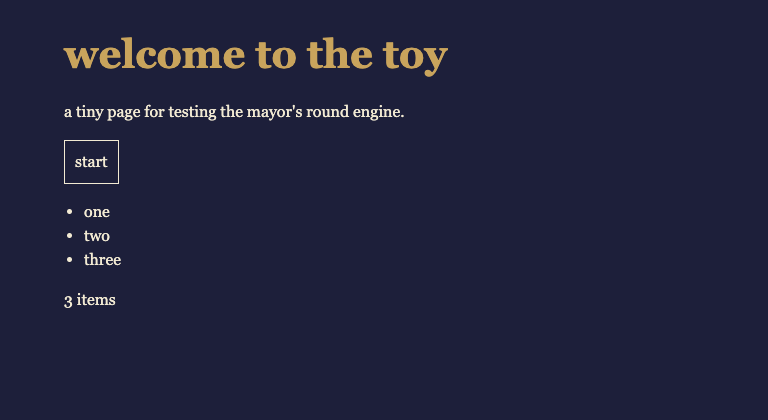 welcome to the toy
a tiny page for testing the mayor's round engine.
start
one
two
three
3 items